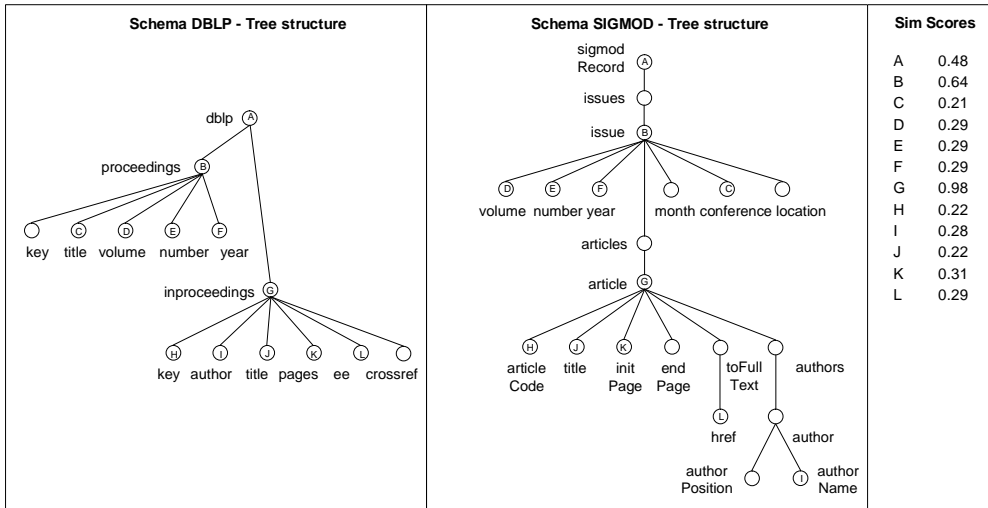 Schema DBLP - Tree structure
dblp
A
proceedings
B
C
D
E
F
key title volume number year
inproceedings
G
H
I
J
K
L
key author title pages ee crossref
Schema SIGMOD - Tree structure
sigmod
Record
A
issues
issue
B
D
E
F
C
volume number year month conference location
articles
article
G
H
J
K
article
Code
title
init
Page
end
Page
toFull
Text
authors
L
href
author
author
Position
I
author
Name
Sim Scores
A 0.48
B 0.64
C 0.21
D 0.29
E 0.29
F 0.29
G 0.98
H 0.22
I 0.28
J 0.22
K 0.31
L 0.29